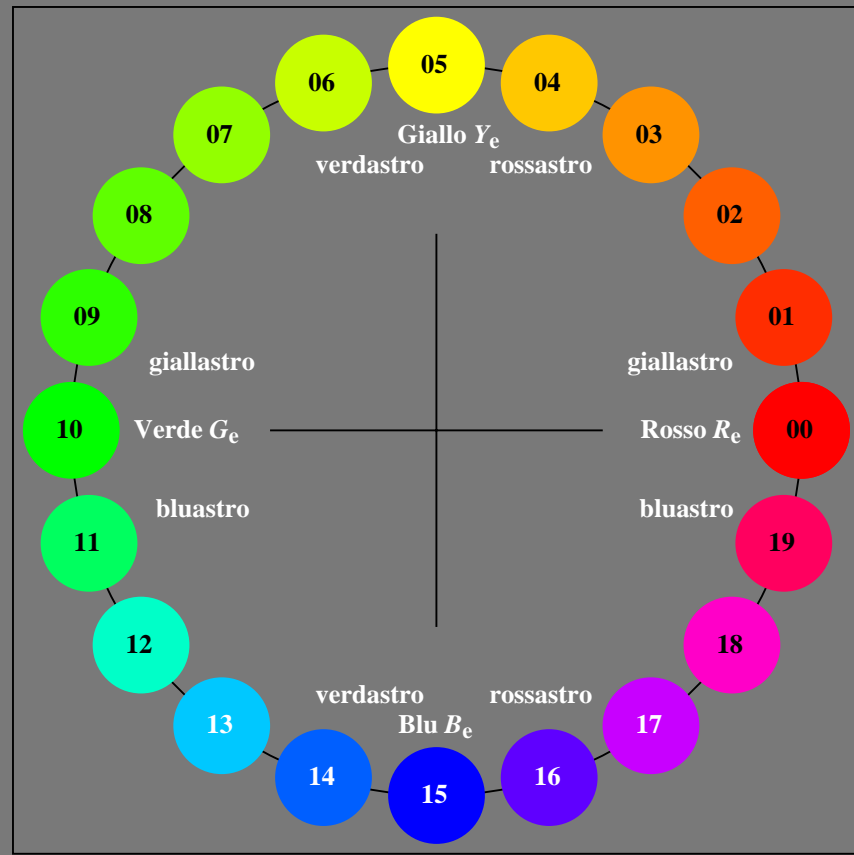 05
06 04
Giallo Yₑ
07 03
verdastro rossastro
08 02
09 01
giallastro giallastro
10 Verde Gₑ Rosso Rₑ 00
bluastro bluastro
11 19
12 18
verdastro rossastro
13 Blu Bₑ 17
14 16
15